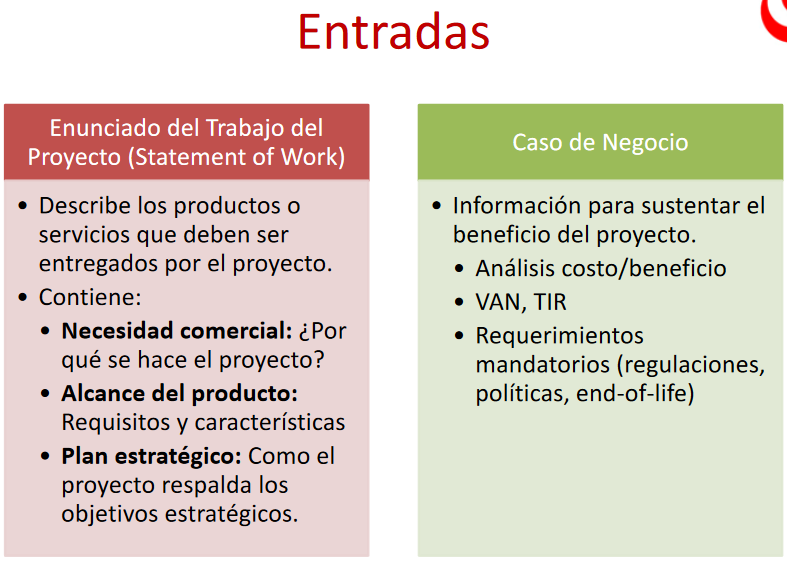 Entradas
Enunciado del Trabajo del
Proyecto (Statement of Work)
• Describe los productos o
servicios que deben ser
entregados por el proyecto.
• Contiene:
• Necesidad comercial: ¿Por
qué se hace el proyecto?
• Alcance del producto:
Requisitos y características
• Plan estratégico: Como el
proyecto respalda los
objetivos estratégicos.
Caso de Negocio
• Información para sustentar el
beneficio del proyecto.
• Análisis costo/beneficio
• VAN, TIR
• Requerimientos
mandatorios (regulaciones,
políticas, end-of-life)